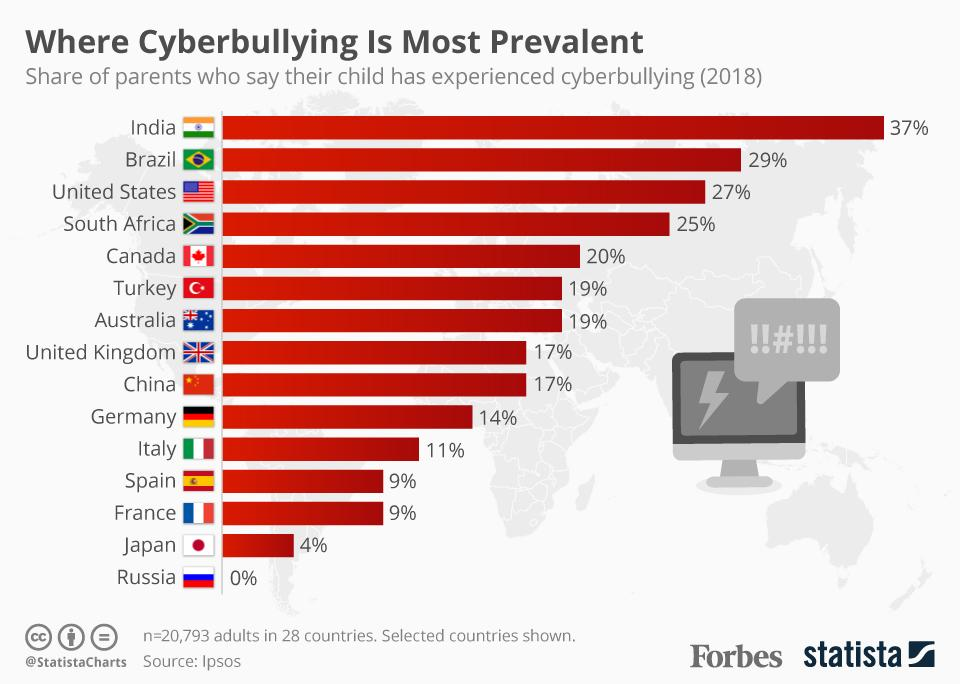 Where Cyberbullying Is Most Prevalent
Share of parents who say their child has experienced cyberbullying (2018)
India 37%
Brazil 29%
United States 27%
South Africa 25%
Canada 20%
Turkey 19%
Australia 19%
United Kingdom 17%
China 17%
Germany 14%
Italy 11%
Spain 9%
France 9%
Japan 4%
Russia 0%
!!#!!!
cc
@StatistaCharts
n=20,793 adults in 28 countries. Selected countries shown.
Source: Ipsos
Forbes statista